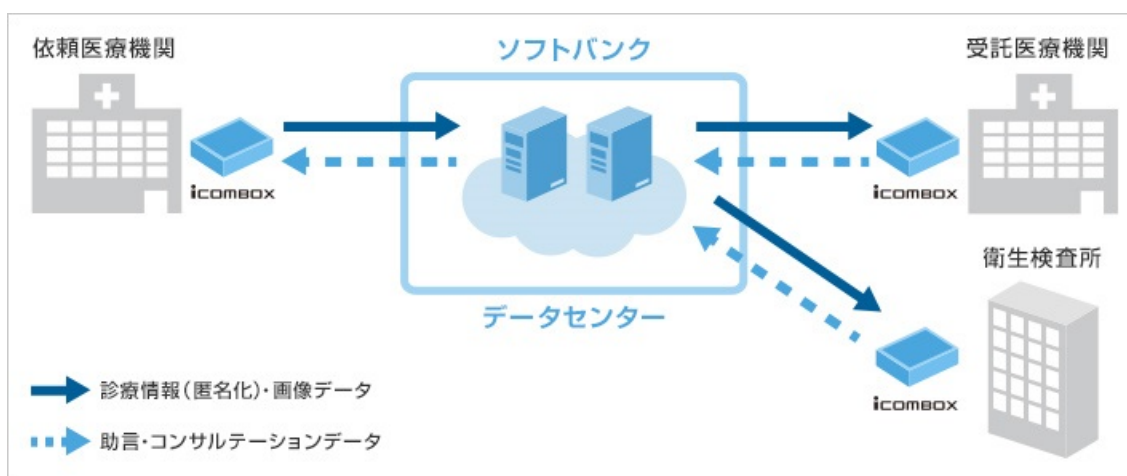 依頼医療機関
ソフトバンク
受託医療機関
icombox
icombox
衛生検査所
データセンター
icombox
診療情報(匿名化)・画像データ
助言・コンサルテーションデータ